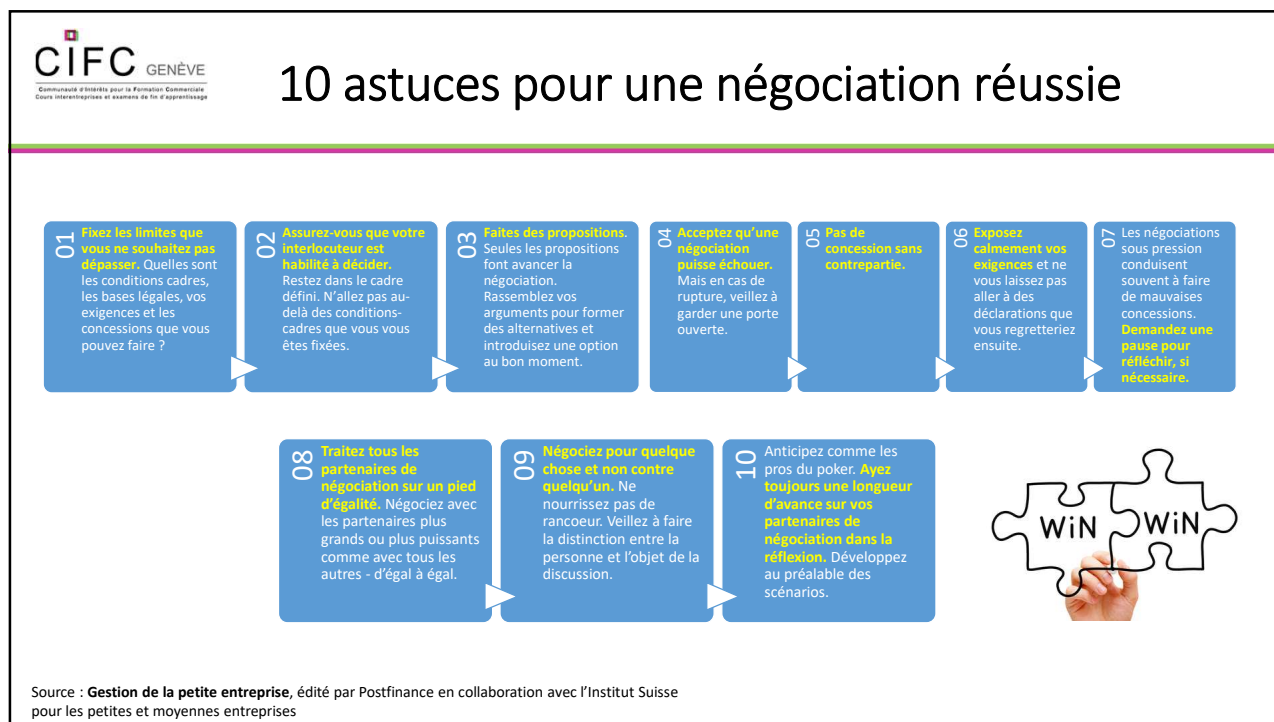 CIFC GENÈVE
Communauté d'Intérêts pour la Formation Commerciale
Cours interentreprises et examens de fin d'apprentissage
10 astuces pour une négociation réussie
01
Fixez les limites que
vous ne souhaitez pas
dépasser. Quelles sont
les conditions cadres,
les bases légales, vos
exigences et les
concessions que vous
pouvez faire ?
02
Assurez-vous que votre
interlocuteur est
habilité à décider.
Restez dans le cadre
défini. N'allez pas au-
delà des conditions-
cadres que vous vous
êtes fixées.
03
Faites des propositions.
Seules les propositions
font avancer la
négociation.
Rassemblez vos
arguments pour former
des alternatives et
introduisez une option
au bon moment.
04
Acceptez qu'une
négociation
puisse échouer.
Mais en cas de
rupture, veillez à
garder une porte
ouverte.
05
Pas de
concession sans
contrepartie.
06
Exposez
calmement vos
exigences et ne
vous laissez pas
aller à des
déclarations que
vous regretteriez
ensuite.
07
Les négociations
sous pression
conduisent
souvent à faire
de mauvaises
concessions.
Demandez une
pause pour
réfléchir, si
nécessaire.
08
Traitez tous les
partenaires de
négociation sur un pied
d'égalité. Négociez avec
les partenaires plus
grands ou plus puissants
comme avec tous les
autres - d'égal à égal.
09
Négociez pour quelque
chose et non contre
quelqu'un. Ne
nourrissez pas de
rancoeur. Veillez à faire
la distinction entre la
personne et l'objet de la
discussion.
10
Anticipez comme les
pros du poker. Ayez
toujours une longueur
d'avance sur vos
partenaires de
négociation dans la
réflexion. Développez
au préalable des
scénarios.
WiN WiN
Source : Gestion de la petite entreprise, édité par Postfinance en collaboration avec l'Institut Suisse
pour les petites et moyennes entreprises